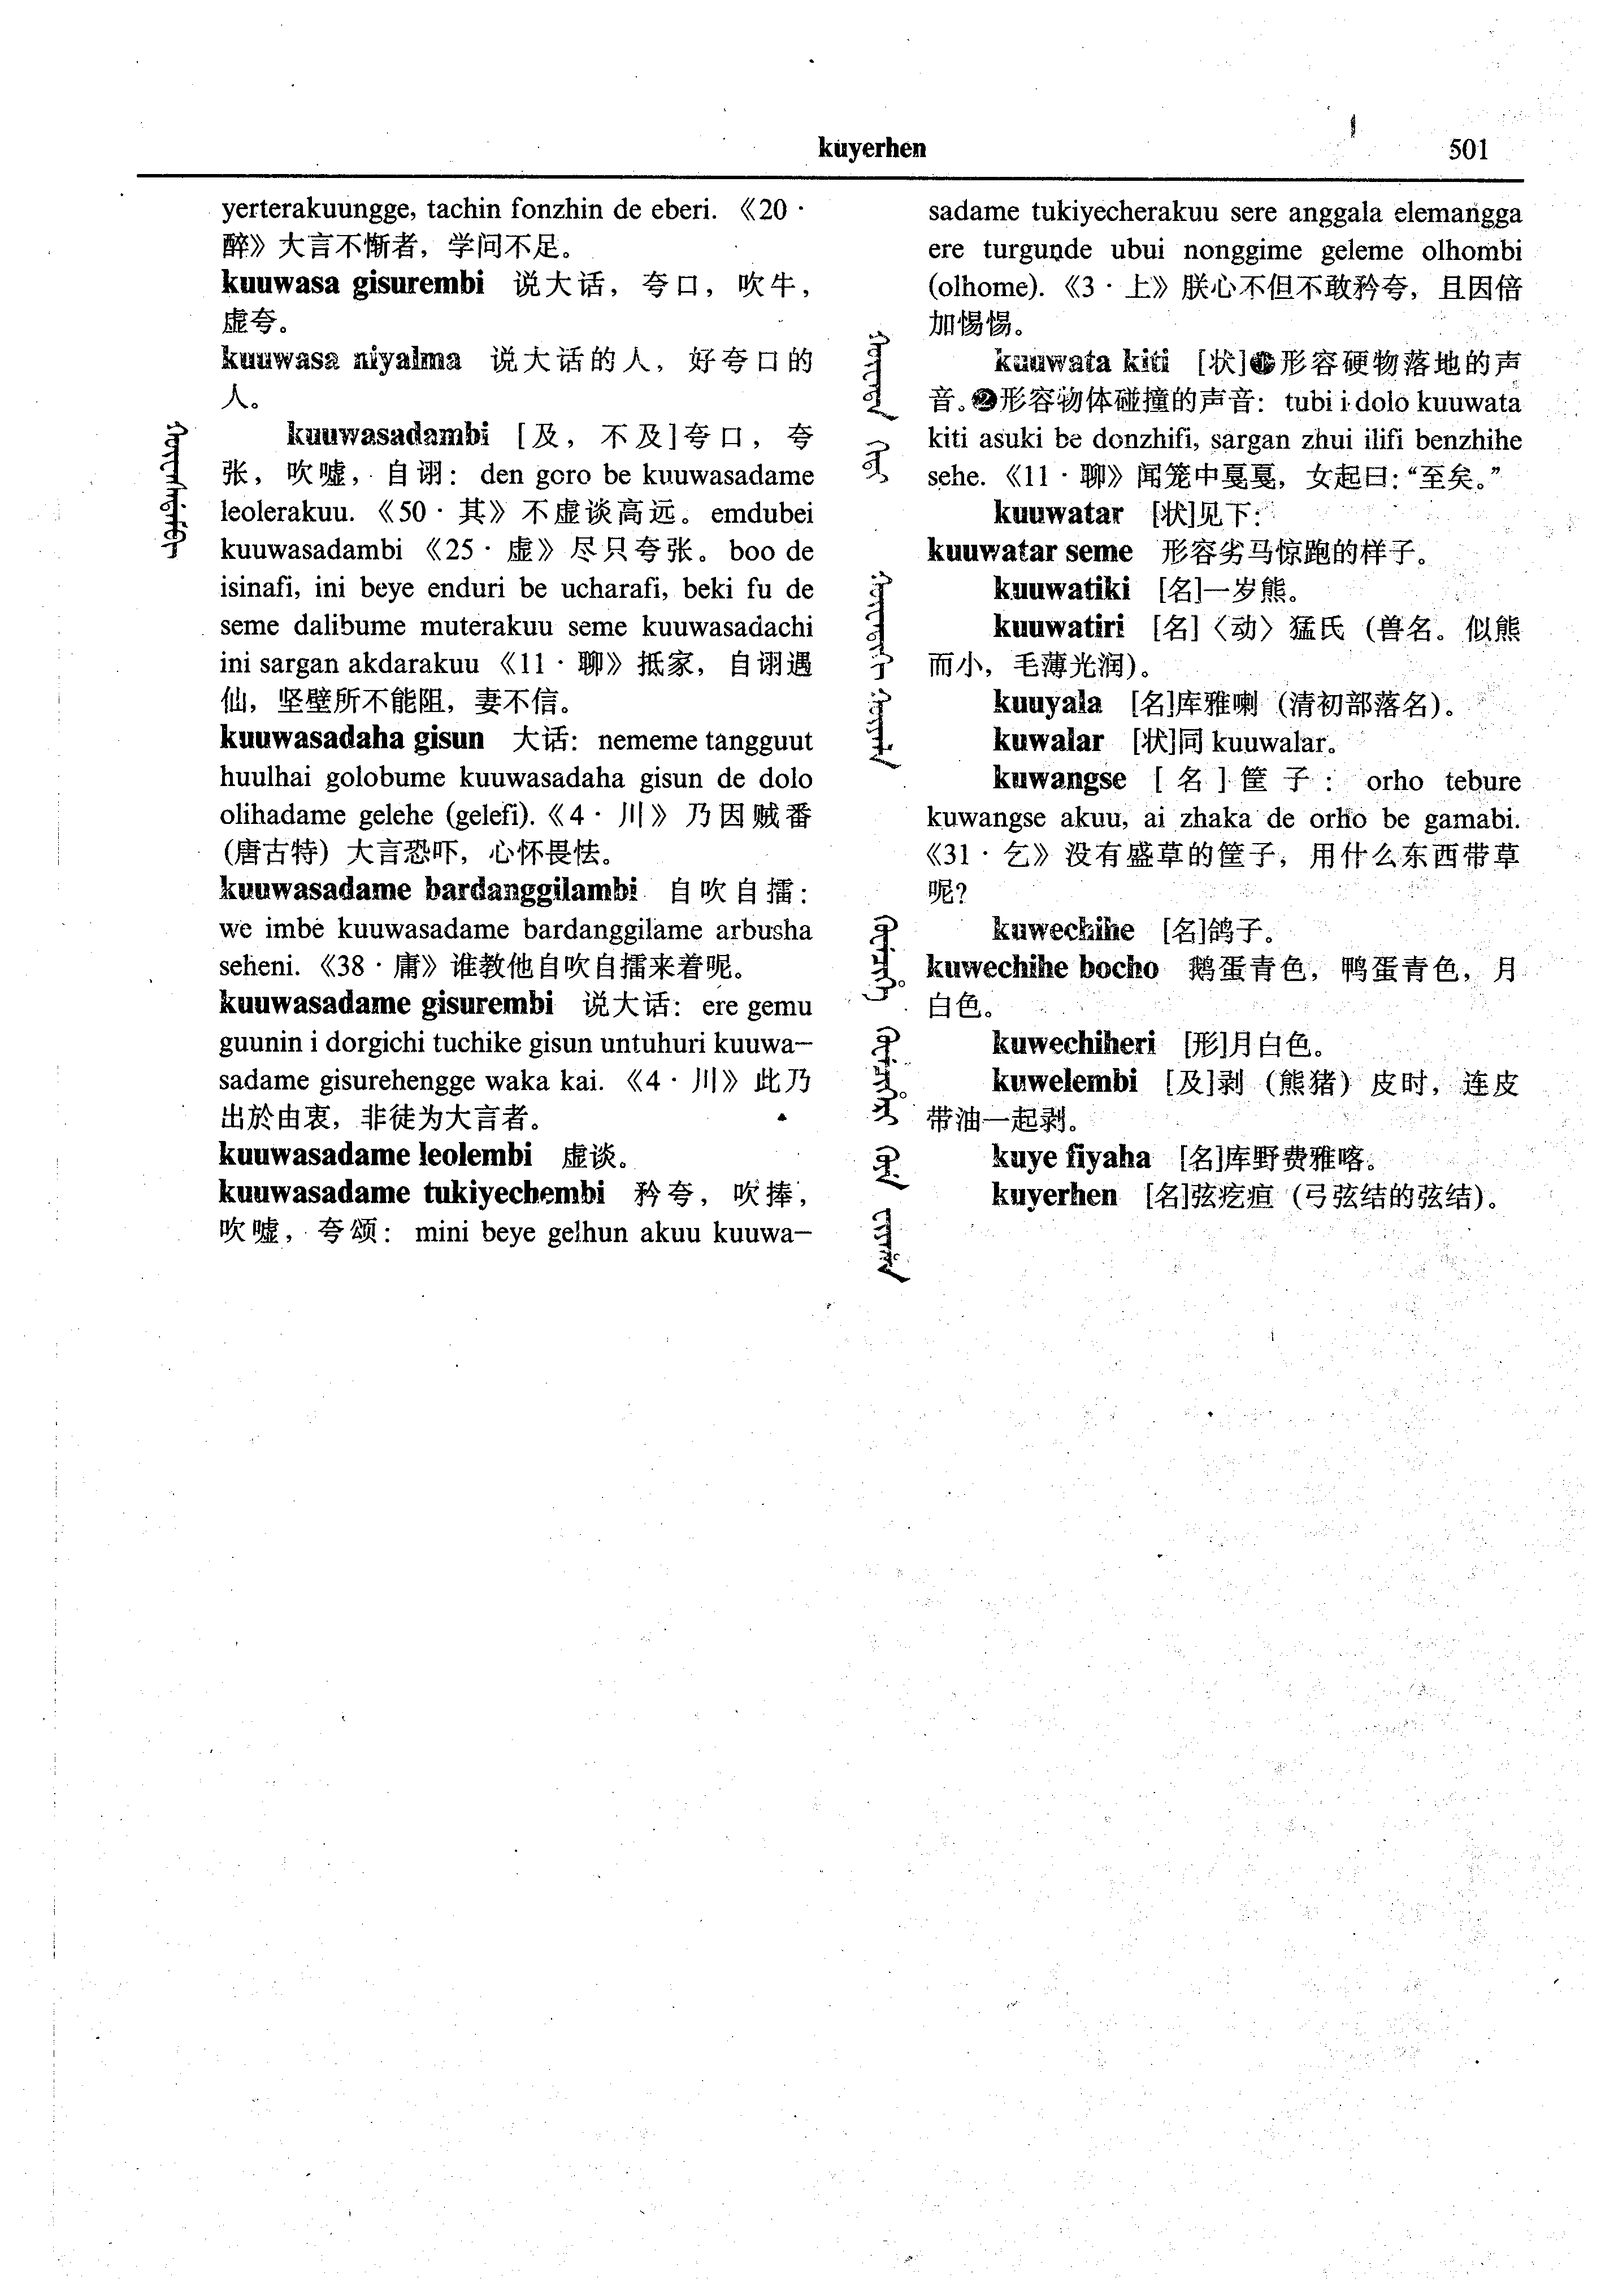 kuyerhen 501
yerterakuungge, tachin fonzhin de eberi. 《20·
醉》大言不惭者，学问不足。
kuuwasa gisurembi 说大话，夸口，吹牛，
虚夸。
kuuwasa niyalma 说大话的人，好夸口的
人。
kuuwasadambi [及，不及]夸口，夸
张，吹嘘，自诩：den goro be kuuwasadame
leolerakuu. 《50·其》不虚谈高远。emdubei
kuuwasadambi 《25·虚》尽只夸张。boo de
isinafi, ini beye enduri be ucharafi, beki fu de
seme dalibume muterakuu seme kuuwasadachi
ini sargan akdarakuu 《11·聊》抵家，自诩遇
仙，坚壁所不能阻，妻不信。
kuuwasadaha gisun 大话：nememe tangguut
huulhai golobume kuuwasadaha gisun de dolo
olihadame gelehe (gelefi). 《4·川》乃因贼番
（唐古特）大言恐吓，心怀畏怯。
kuuwasadame bardanggilambi 自吹自擂：
we imbe kuuwasadame bardanggilame arbusha
seheni. 《38·庸》谁教他自吹自擂来着呢。
kuuwasadame gisurembi 说大话：ere gemu
guunin i dorgichi tuchike gisun untuhuri kuuwa—
sadame gisurehengge waka kai. 《4·川》此乃
出於由衷，非徒为大言者。
kuuwasadame leolembi 虚谈。
kuuwasadame tukiyechembi 矜夸，吹捧，
吹嘘，夸颂：mini beye gelhun akuu kuuwa—
sadame tukiyecherakuu sere anggala elemangga
ere turgunde ubui nonggime geleme olhombi
(olhome). 《3·上》朕心不但不敢矜夸，且因倍
加惕惕。
kuuwata kiti [状]❶形容硬物落地的声
音。❷形容物体碰撞的声音：tubi i dolo kuuwata
kiti asuki be donzhifi, sargan zhui ilifi benzhihe
sehe. 《11·聊》闻笼中戛戛，女起曰：“至矣。”
kuuwatar [状]见下：
kuuwatar seme 形容劣马惊跑的样子。
kuuwatiki [名]一岁熊。
kuuwatiri [名]〈动〉猛氏（兽名。似熊
而小，毛薄光润）。
kuuyala [名]库雅喇（清初部落名）。
kuwalar [状]同 kuuwalar。
kuwangse [名]筐子：orho tebure
kuwangse akuu, ai zhaka de orho be gamabi.
《31·乞》没有盛草的筐子，用什么东西带草
呢？
kuwechihe [名]鸽子。
kuwechihe bocho 鹅蛋青色，鸭蛋青色，月
白色。
kuwechiheri [形]月白色。
kuwelembi [及]剥（熊猪）皮时，连皮
带油一起剥。
kuye fiyaha [名]库野费雅喀。
kuyerhen [名]弦疙疸（弓弦结的弦结）。